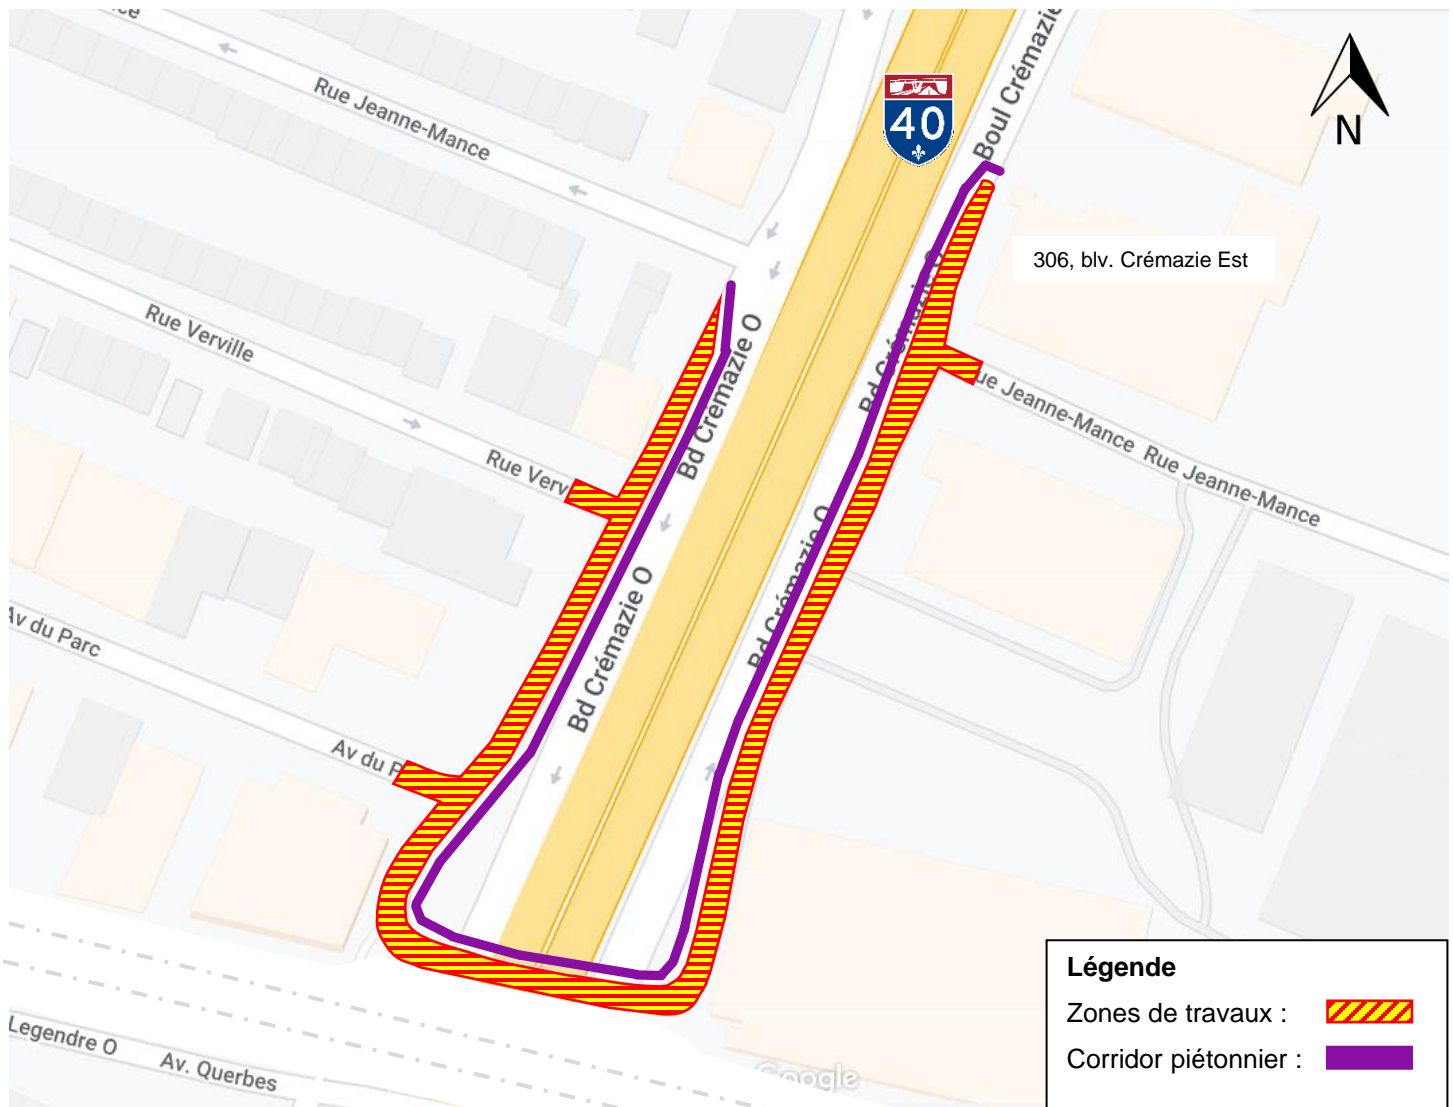 ce
Rue Jeanne-Mance
40
Boul Crémazie
N
306, blv. Crémazie Est
Bd Crémazie O
Rue Verville
Bd Crémazie O
ue Jeanne-Mance
Rue Jeanne-Mance
Rue Verv
Bd Crémazie O
Bd Crémazie O
Av du Parc
Av du P
Légende
Zones de travaux :
Corridor piétonnier :
Legendre O
Av. Querbes
Google